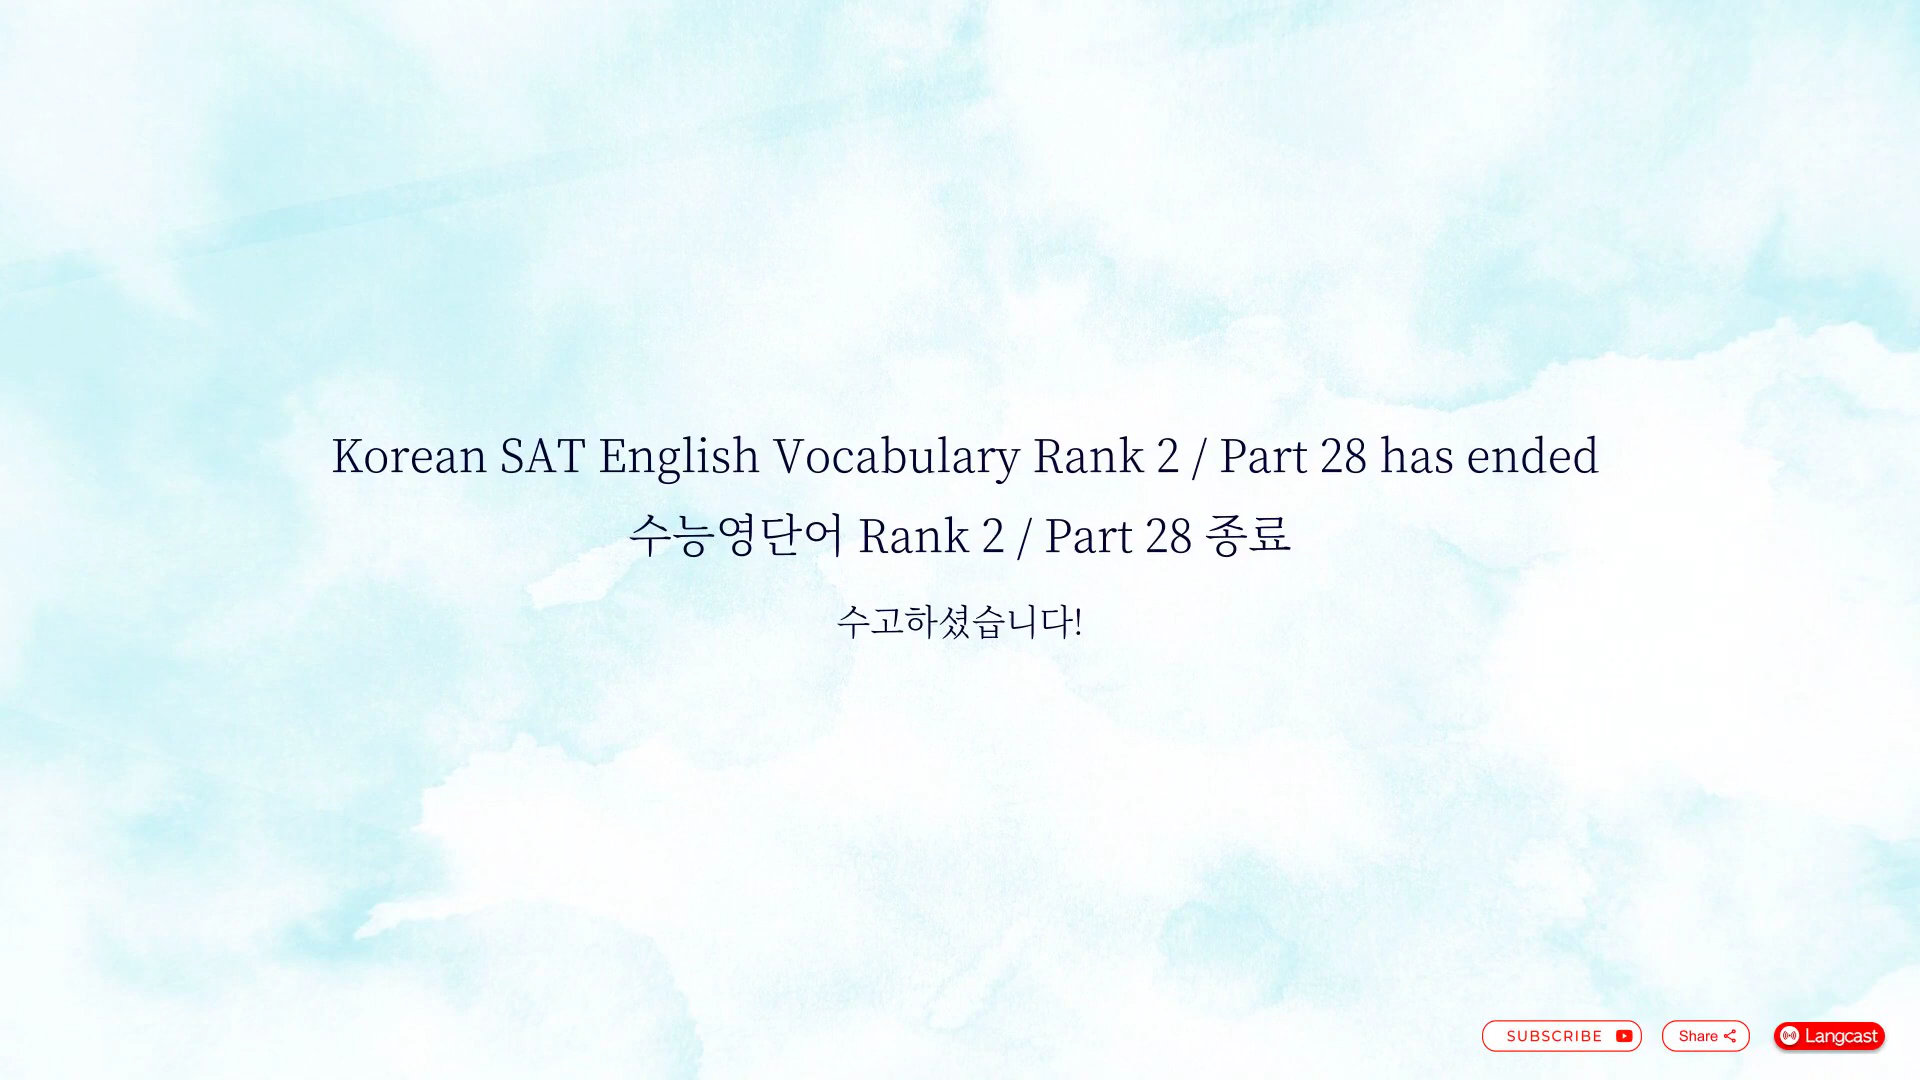 Korean SAT English Vocabulary Rank 2 / Part 28 has ended
수능영단어 Rank 2 / Part 28 종료
수고하셨습니다!
SUBSCRIBE Share Langcast